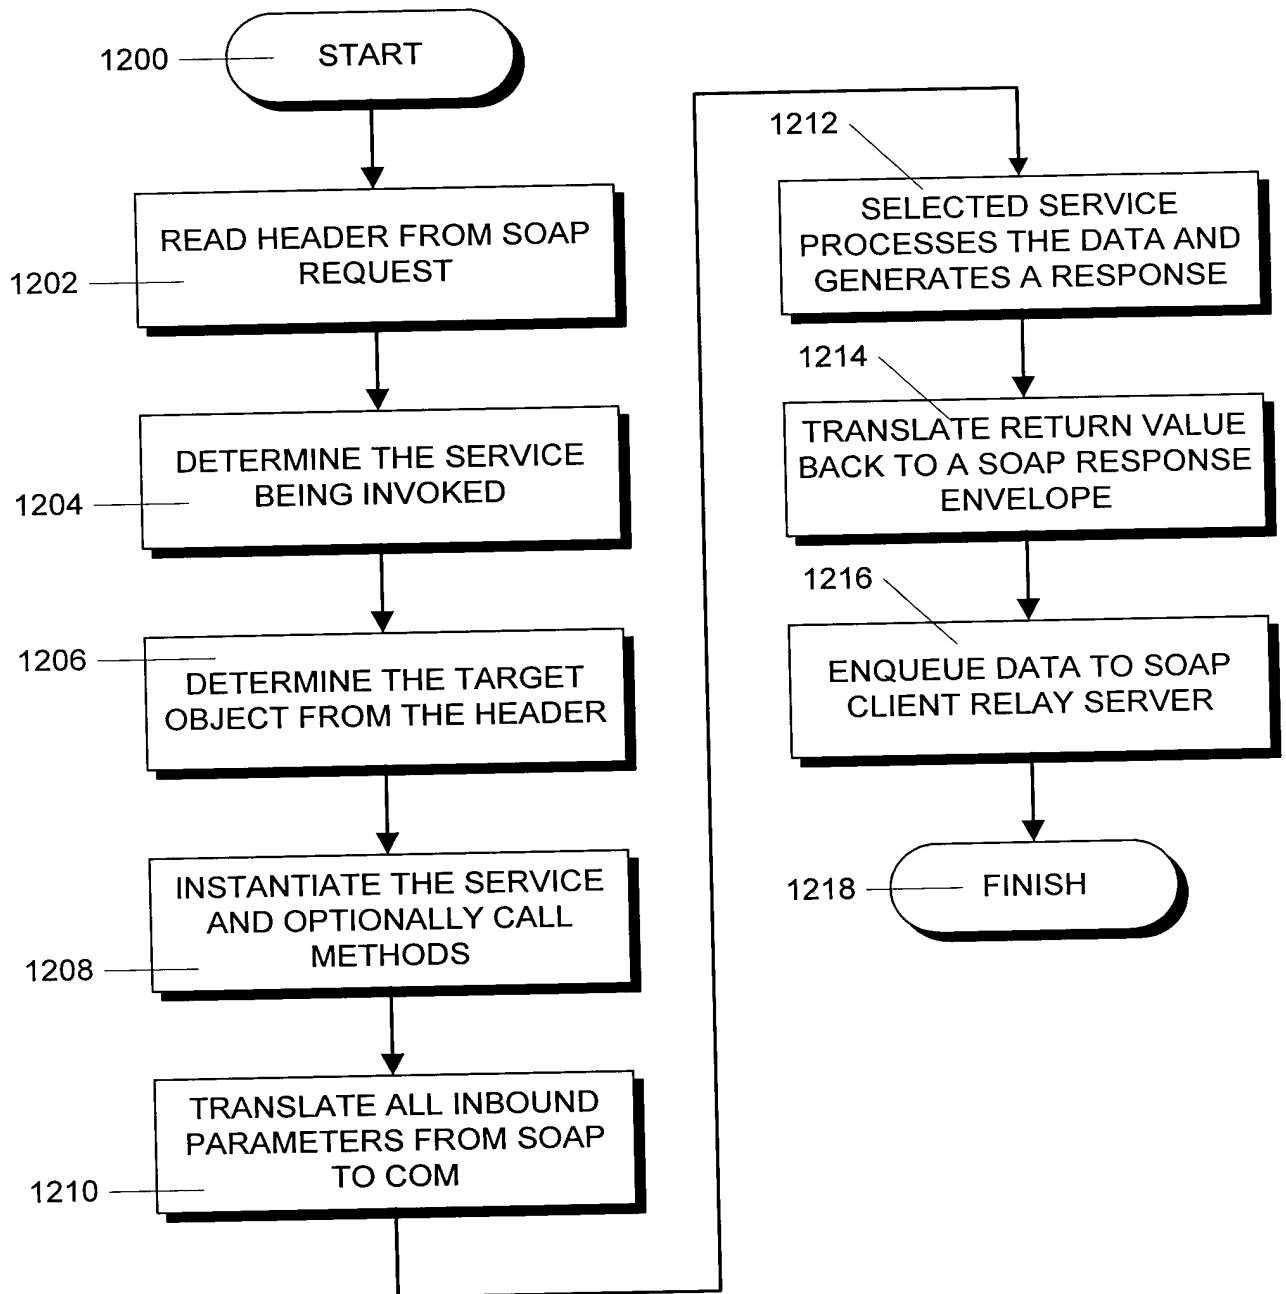 1200
START
1202
READ HEADER FROM SOAP
REQUEST
1204
DETERMINE THE SERVICE
BEING INVOKED
1206
DETERMINE THE TARGET
OBJECT FROM THE HEADER
1208
INSTANTIATE THE SERVICE
AND OPTIONALLY CALL
METHODS
1210
TRANSLATE ALL INBOUND
PARAMETERS FROM SOAP
TO COM
1212
SELECTED SERVICE
PROCESSES THE DATA AND
GENERATES A RESPONSE
1214
TRANSLATE RETURN VALUE
BACK TO A SOAP RESPONSE
ENVELOPE
1216
ENQUEUE DATA TO SOAP
CLIENT RELAY SERVER
1218
FINISH